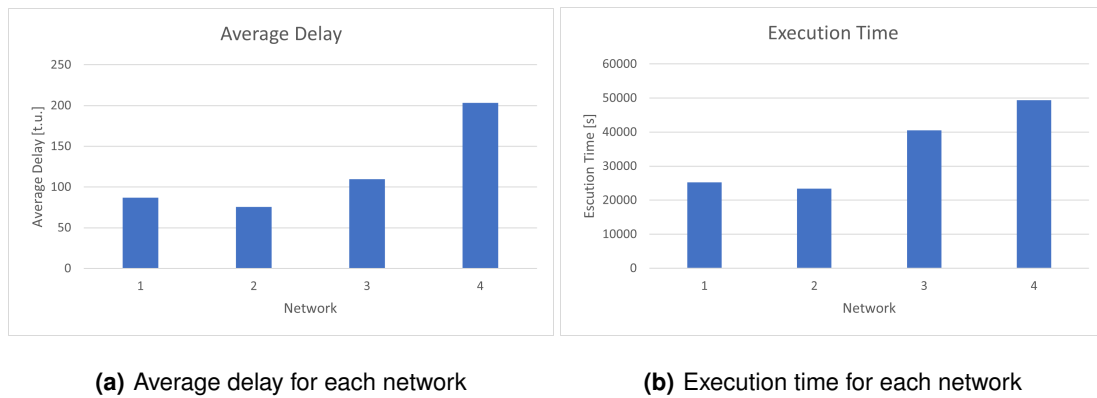 Average Delay
250
200
150
100
50
0
Average Delay [t.u.]
1 2 3 4
Network
(a) Average delay for each network
Execution Time
60000
50000
40000
30000
20000
10000
0
Escution Time [s]
1 2 3 4
Network
(b) Execution time for each network